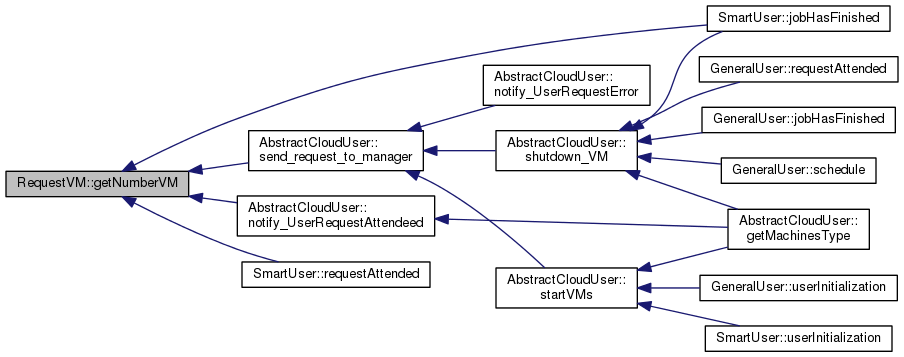 SmartUser::jobHasFinished
GeneralUser::requestAttended
AbstractCloudUser::
notify_UserRequestError
GeneralUser::jobHasFinished
AbstractCloudUser::
send_request_to_manager
AbstractCloudUser::
shutdown_VM
GeneralUser::schedule
RequestVM::getNumberVM
AbstractCloudUser::
notify_UserRequestAttendeed
AbstractCloudUser::
getMachinesType
SmartUser::requestAttended
AbstractCloudUser::
startVMs
GeneralUser::userInitialization
SmartUser::userInitialization